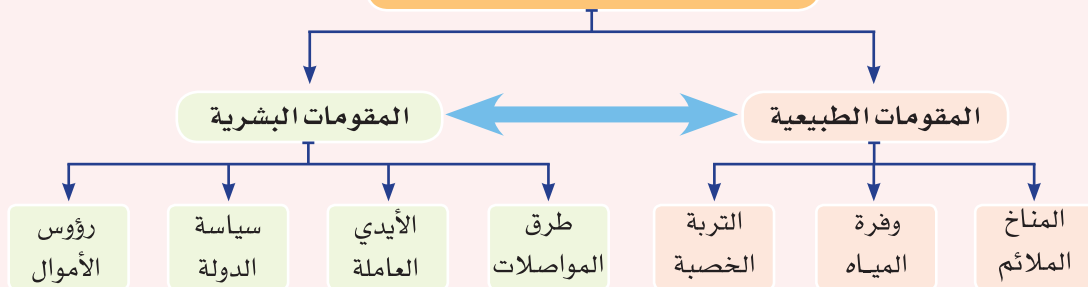 المقومات الطبيعية
المقومات البشرية
المناخ
الملائم
وفرة
المياه
التربة
الخصبة
طرق
المواصلات
الأيدي
العاملة
سياسة
الدولة
رؤوس
الأموال